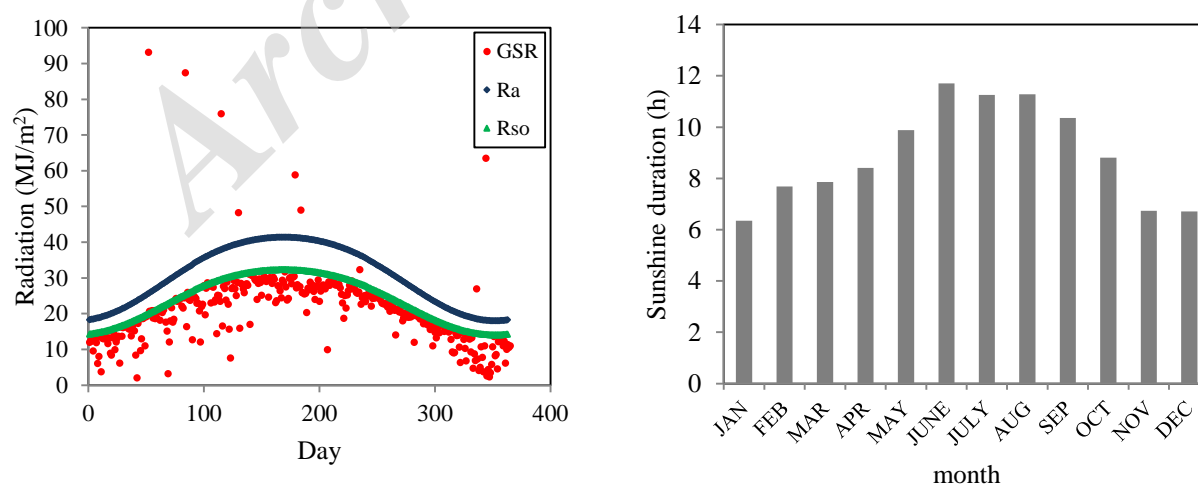 100
90
80
70
60
50
40
30
20
10
0
Radiation (MJ/m²)
GSR
Ra
Rso
0 100 200 300 400
Day
Arc
14
12
10
8
6
4
2
0
Sunshine duration (h)
JAN FEB MAR APR MAY JUNE JULY AUG SEP OCT NOV DEC
month